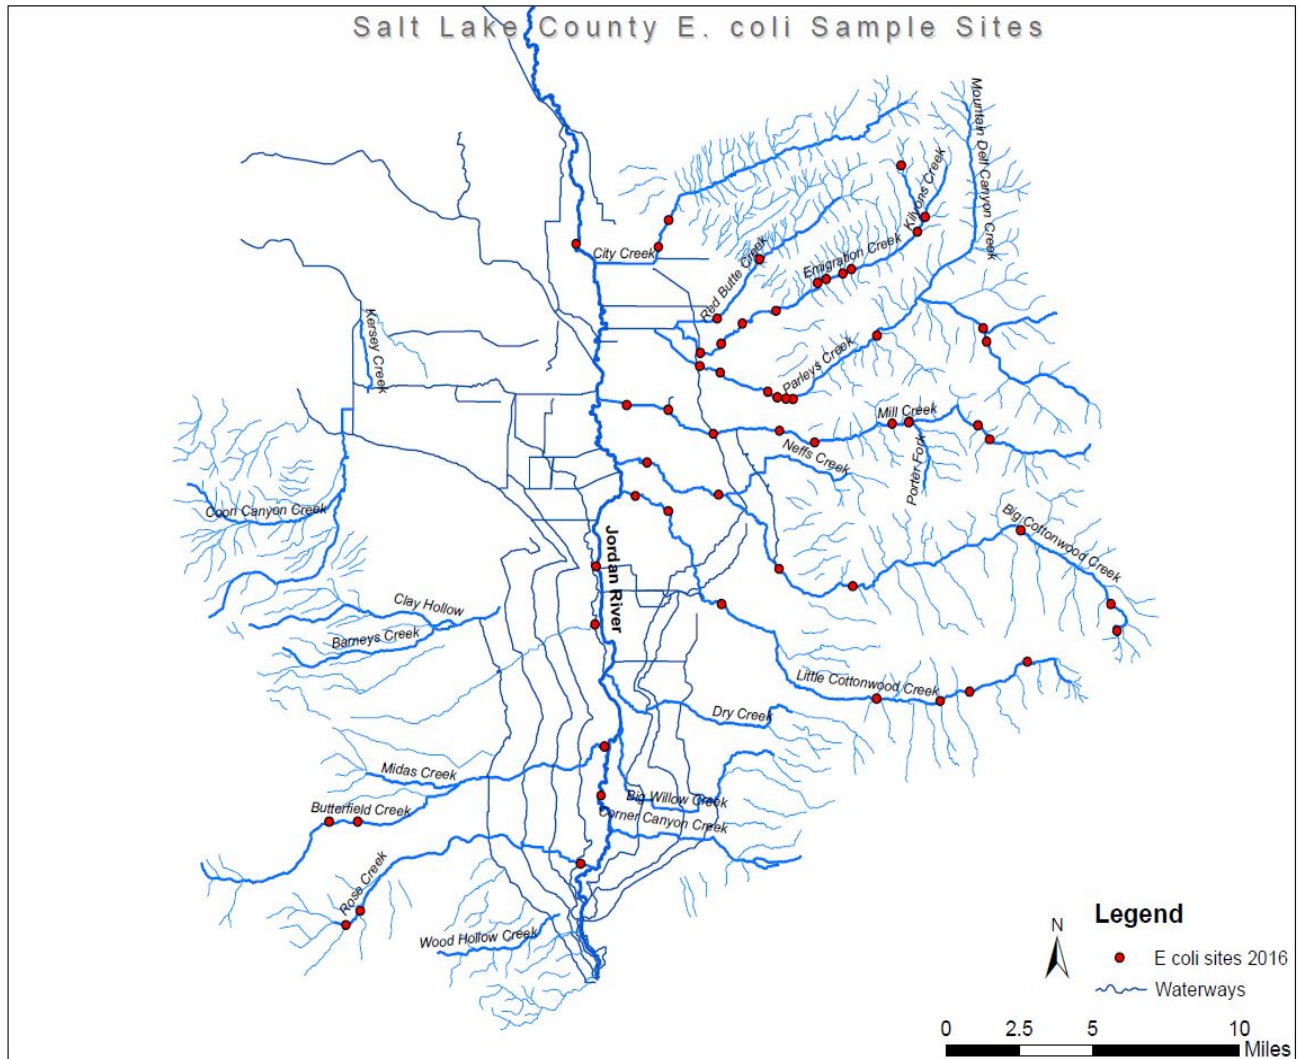 Salt Lake County E. coli Sample Sites
Mountain Dell Canyon Creek
Kilyons Creek
City Creek
Red Butte Creek
Emigration Creek
Kersey Creek
Parleys Creek
Mill Creek
Neffs Creek
Porter Fork
Coon Canyon Creek
Big Cottonwood Creek
Jordan River
Clay Hollow
Barneys Creek
Little Cottonwood Creek
Dry Creek
Midas Creek
Big Willow Creek
Butterfield Creek
Corner Canyon Creek
Rose Creek
Wood Hollow Creek
Legend
N
E coli sites 2016
Waterways
0 2.5 5 10
Miles